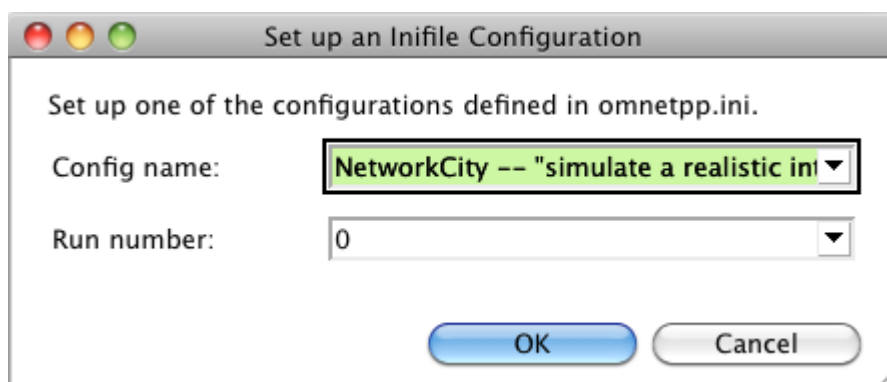 Set up an Inifile Configuration
Set up one of the configurations defined in omnetpp.ini.
Config name: NetworkCity -- "simulate a realistic int
Run number: 0
OK Cancel